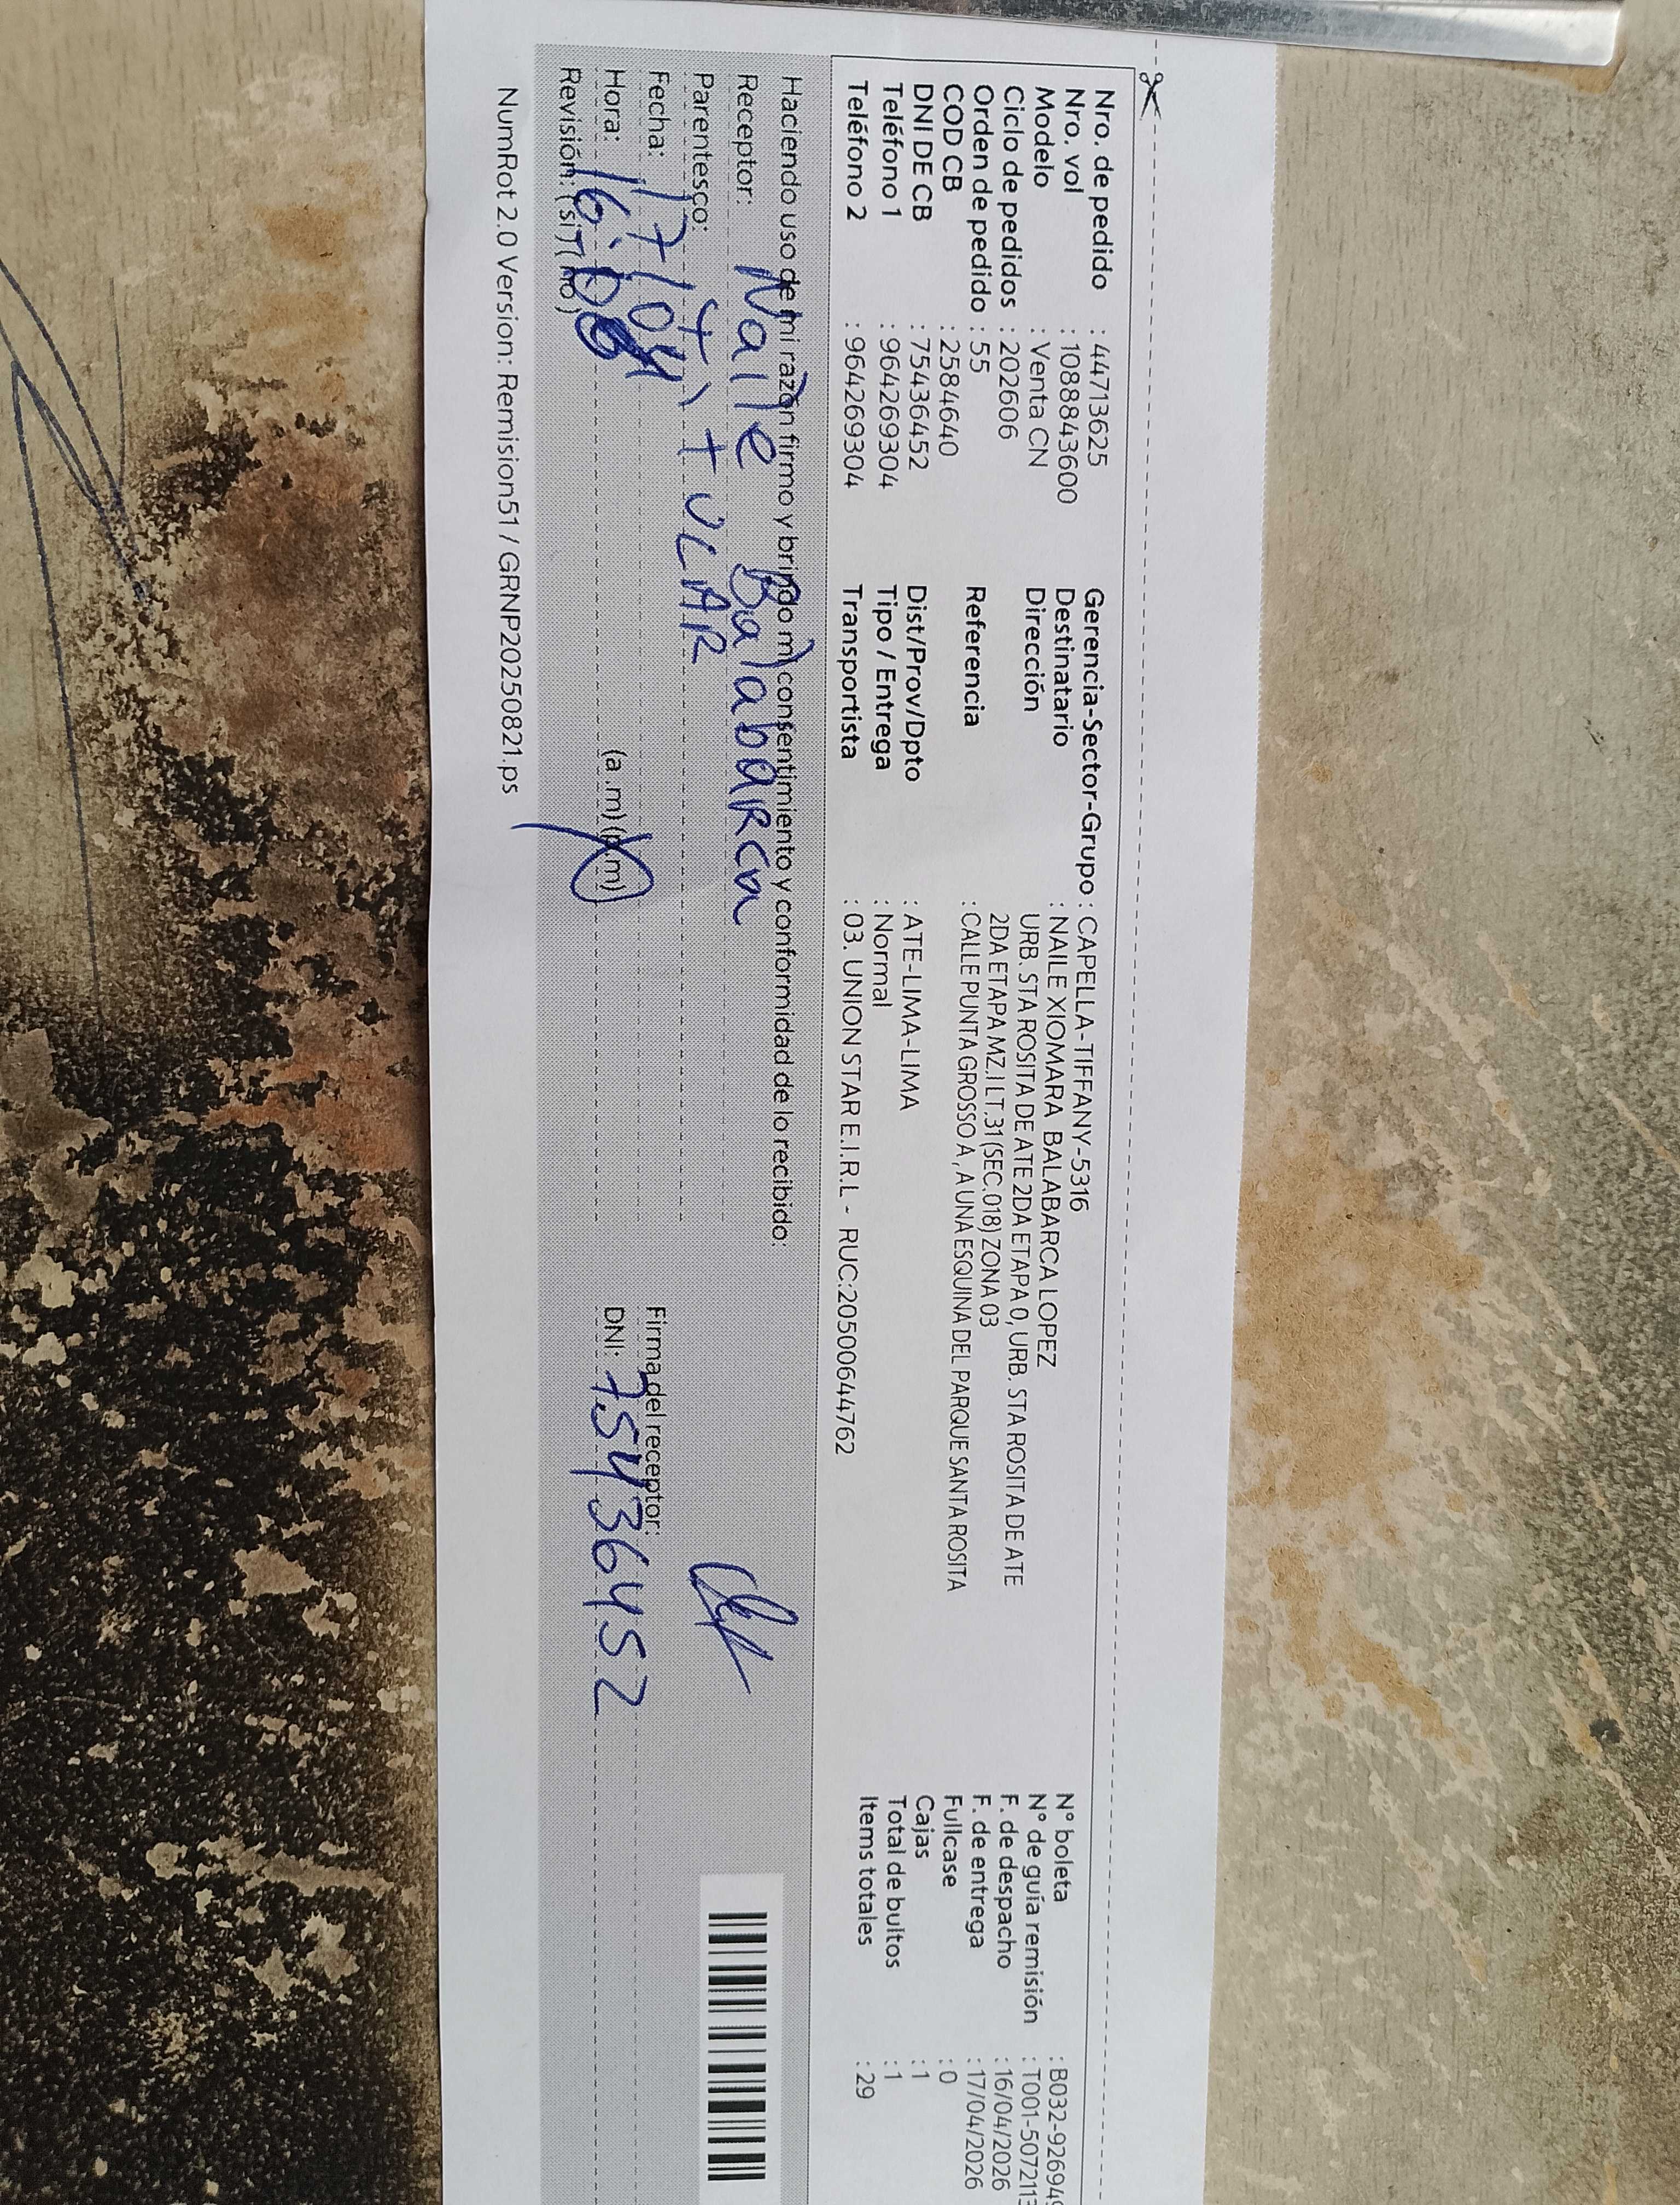 Nro. de pedido : 44713625
Nro. vol : 1088843600
Modelo : Venta CN
Ciclo de pedidos : 202606
Orden de pedido : 55
COD CB : 2584640
DNI DE CB : 75436452
Teléfono 1 : 964269304
Teléfono 2 : 964269304
Gerencia-Sector-Grupo : CAPELLA-TIFFANY-5316
Destinatario : NAILE XIOMARA BALABARCA LOPEZ
Dirección URB. STA ROSITA DE ATE 2DA ETAPA 0, URB. STA ROSITA DE ATE
2DA ETAPA MZ.I LT.31 (SEC.018) ZONA 03
Referencia : CALLE PUNTA GROSSO A , A UNA ESQUINA DEL PARQUE SANTA ROSITA
Dist/Prov/Dpto : ATE-LIMA-LIMA
Tipo / Entrega : Normal
Transportista : 03. UNION STAR E.I.R.L - RUC:20500644762
N° boleta : B032-92694
N° de guía remisión : T001-507211
F. de despacho : 16/04/2026
F. de entrega : 17/04/2026
Fullcase : 0
Cajas : 1
Total de bultos : 1
Items totales : 29
Haciendo uso de mi razón firmo y brindo mi consentimiento y conformidad de lo recibido:
Receptor: Naile Balabarca
Parentesco: titular
Fecha: 17/04
Hora: 16: (a.m) (p.m)
Revisión: ( si ) ( no )
Firma del receptor:
DNI: 75436452
NumRot 2.0 Version: Remision51 / GRNP20250821.ps